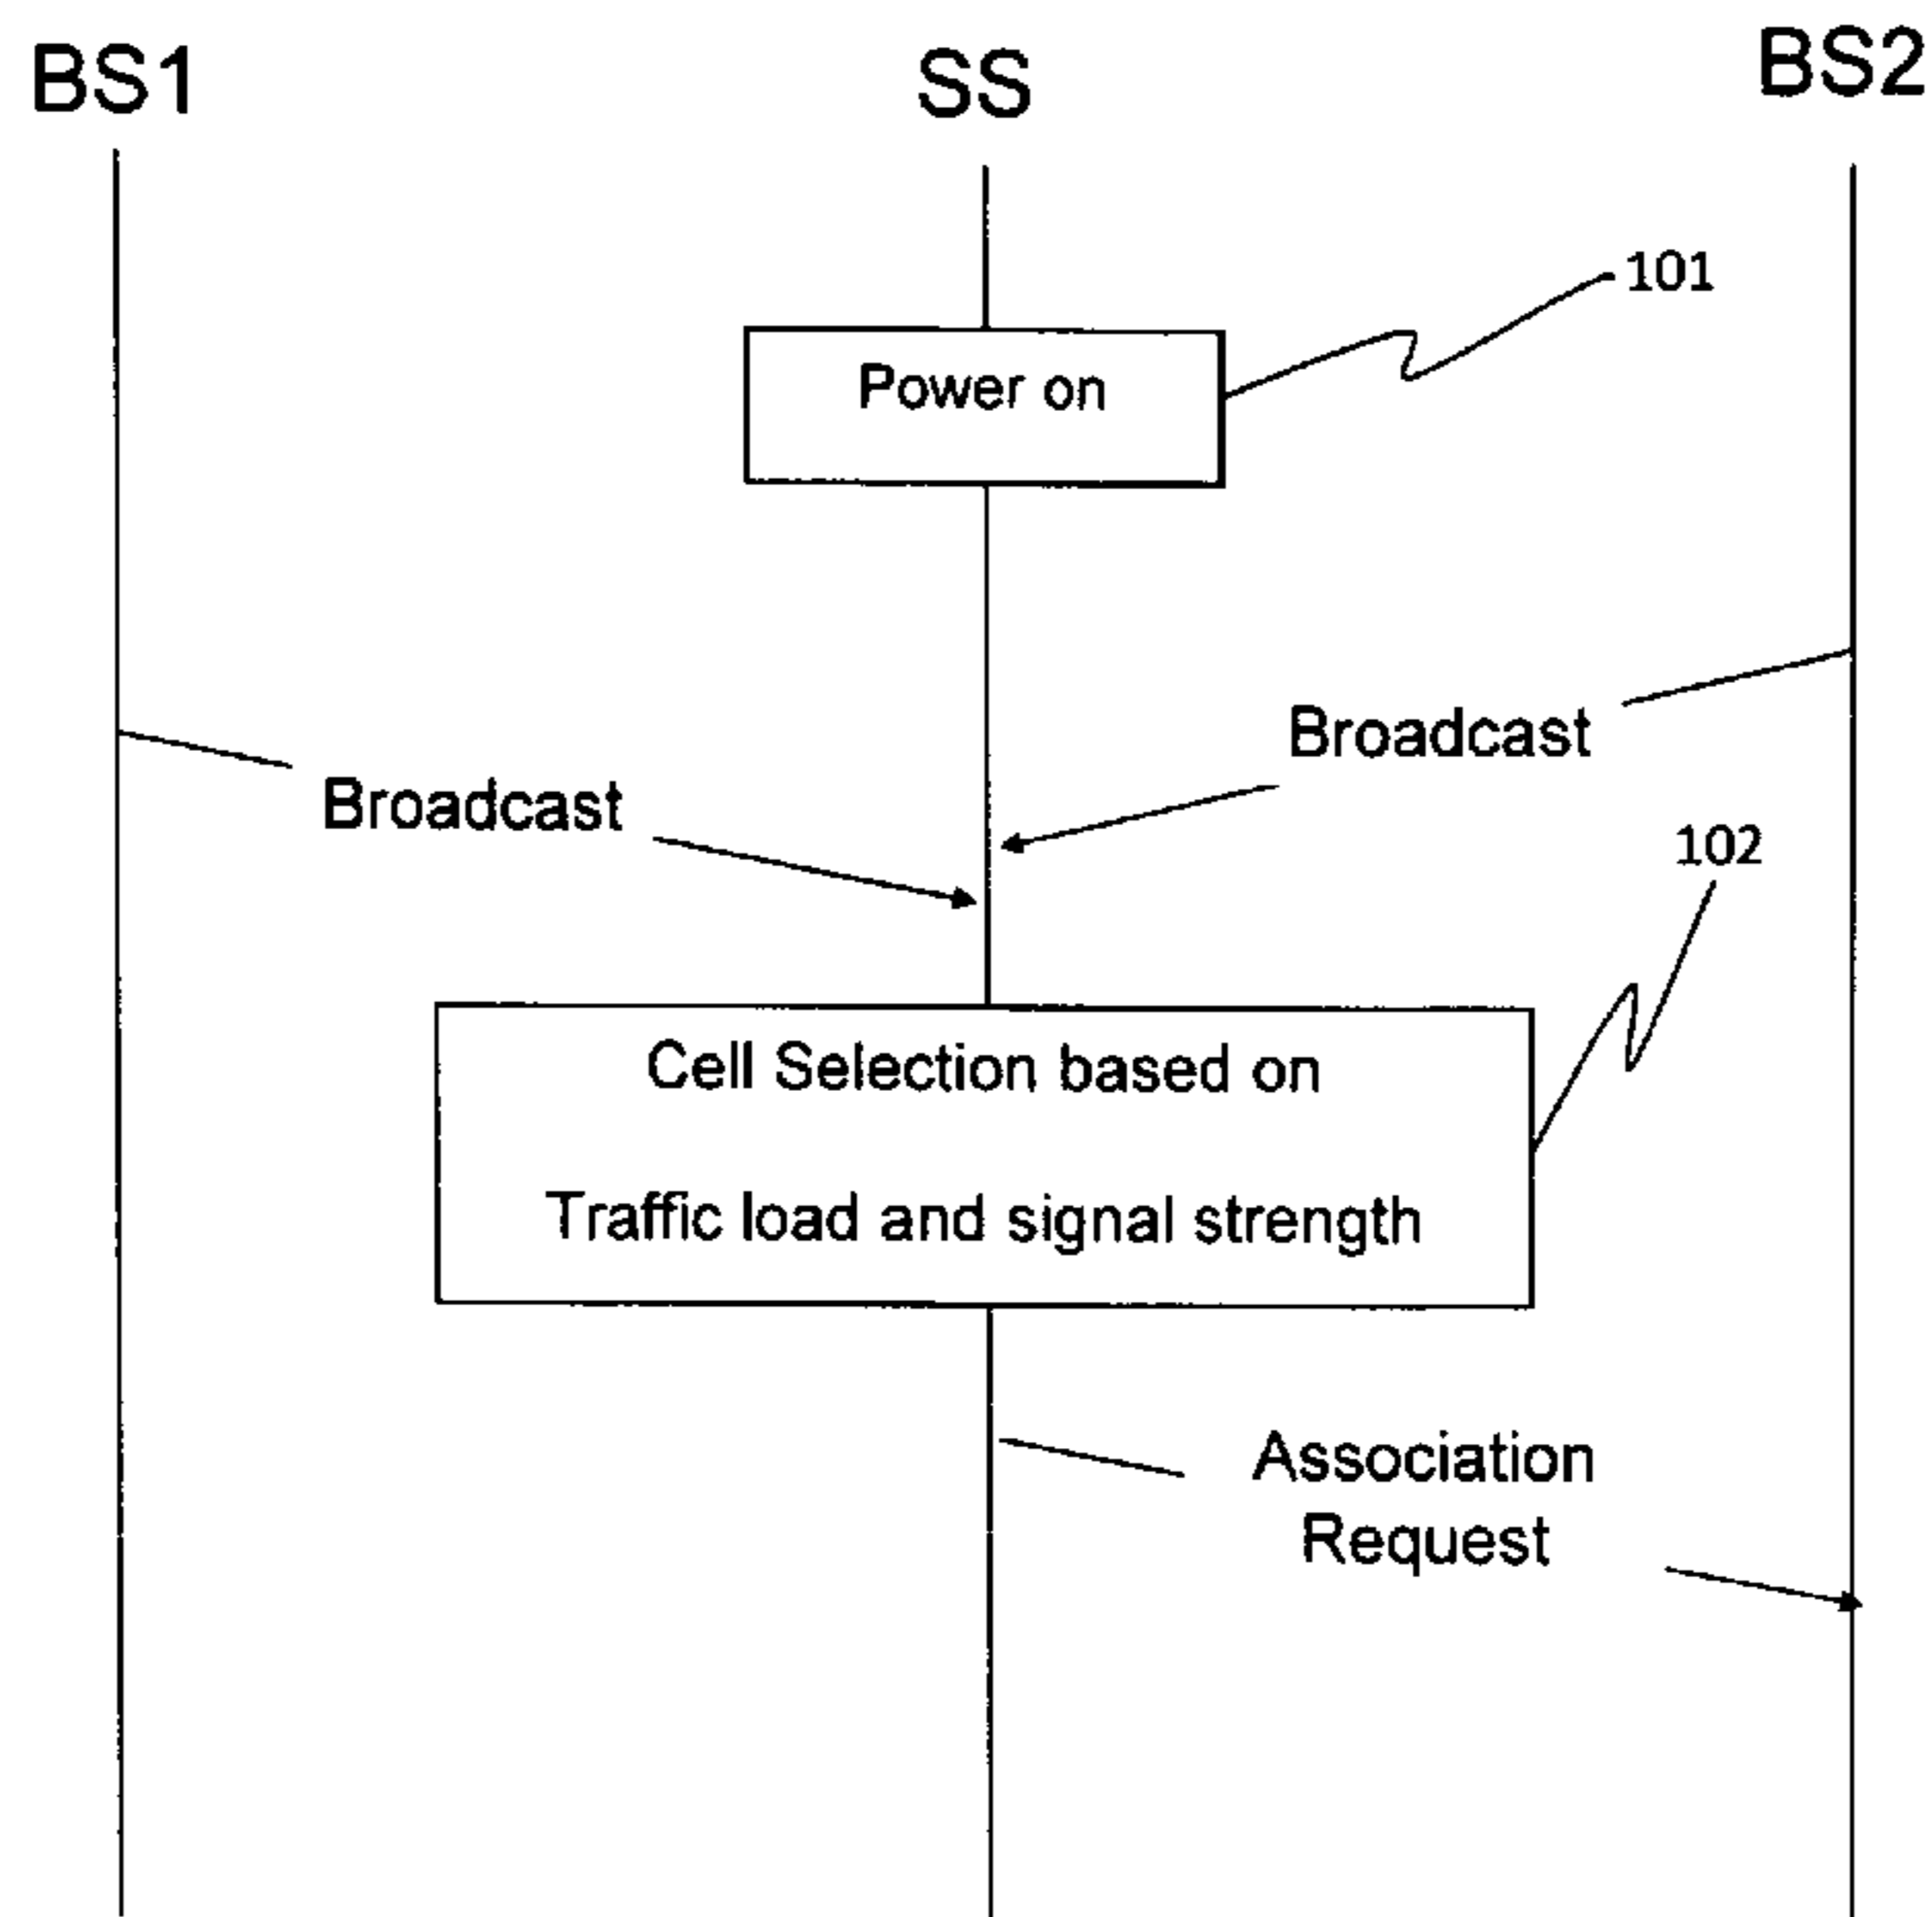 BS1
SS
BS2
101
Power on
Broadcast
Broadcast
102
Cell Selection based on
Traffic load and signal strength
Association
Request